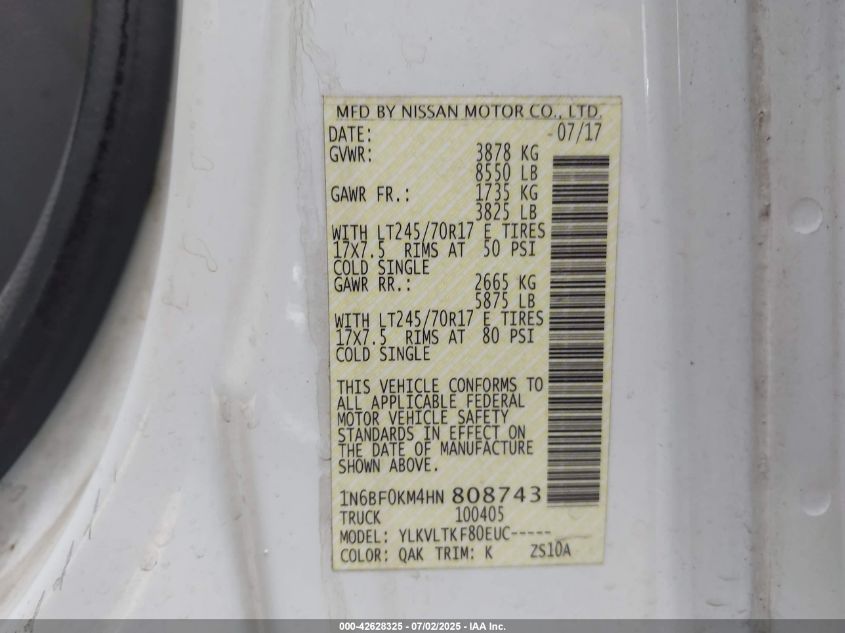 MFD BY NISSAN MOTOR CO., LTD.
DATE: 07/17
GVWR: 3878 KG
8550 LB
GAWR FR.: 1735 KG
3825 LB
WITH LT245/70R17 E TIRES
17X7.5 RIMS AT 50 PSI
COLD SINGLE
GAWR RR.: 2665 KG
5875 LB
WITH LT245/70R17 E TIRES
17X7.5 RIMS AT 80 PSI
COLD SINGLE
THIS VEHICLE CONFORMS TO
ALL APPLICABLE FEDERAL
MOTOR VEHICLE SAFETY
STANDARDS IN EFFECT ON
THE DATE OF MANUFACTURE
SHOWN ABOVE.
1N6BF0KM4HN 808743
TRUCK 100405
MODEL: YLKVLTKF80EUC-----
COLOR: QAK TRIM: K ZS10A
000-42628325 - 07/02/2025 - IAA Inc.